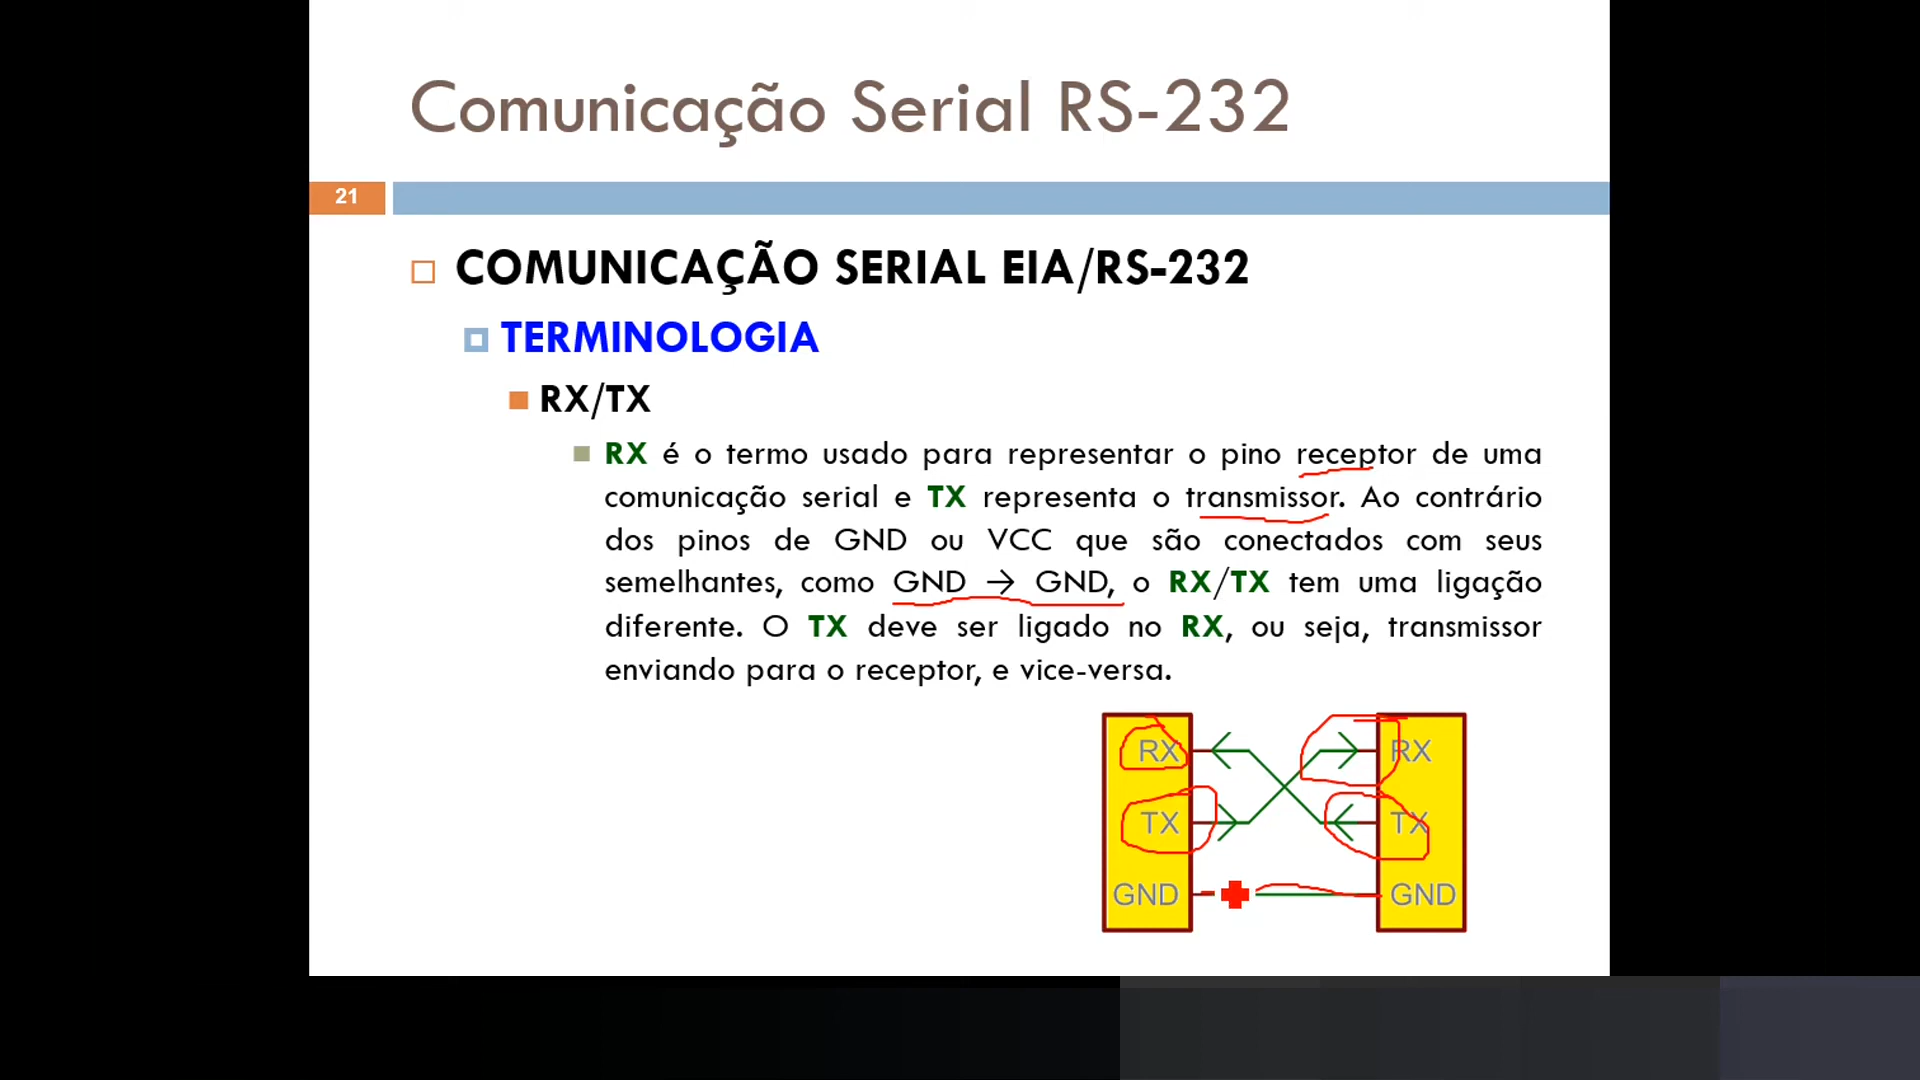 Comunicação Serial RS-232
21
COMUNICAÇÃO SERIAL EIA/RS-232
TERMINOLOGIA
RX/TX
RX é o termo usado para representar o pino receptor de uma
comunicação serial e TX representa o transmissor. Ao contrário
dos pinos de GND ou VCC que são conectados com seus
semelhantes, como GND → GND, o RX/TX tem uma ligação
diferente. O TX deve ser ligado no RX, ou seja, transmissor
enviando para o receptor, e vice-versa.
RX RX
TX TX
GND GND